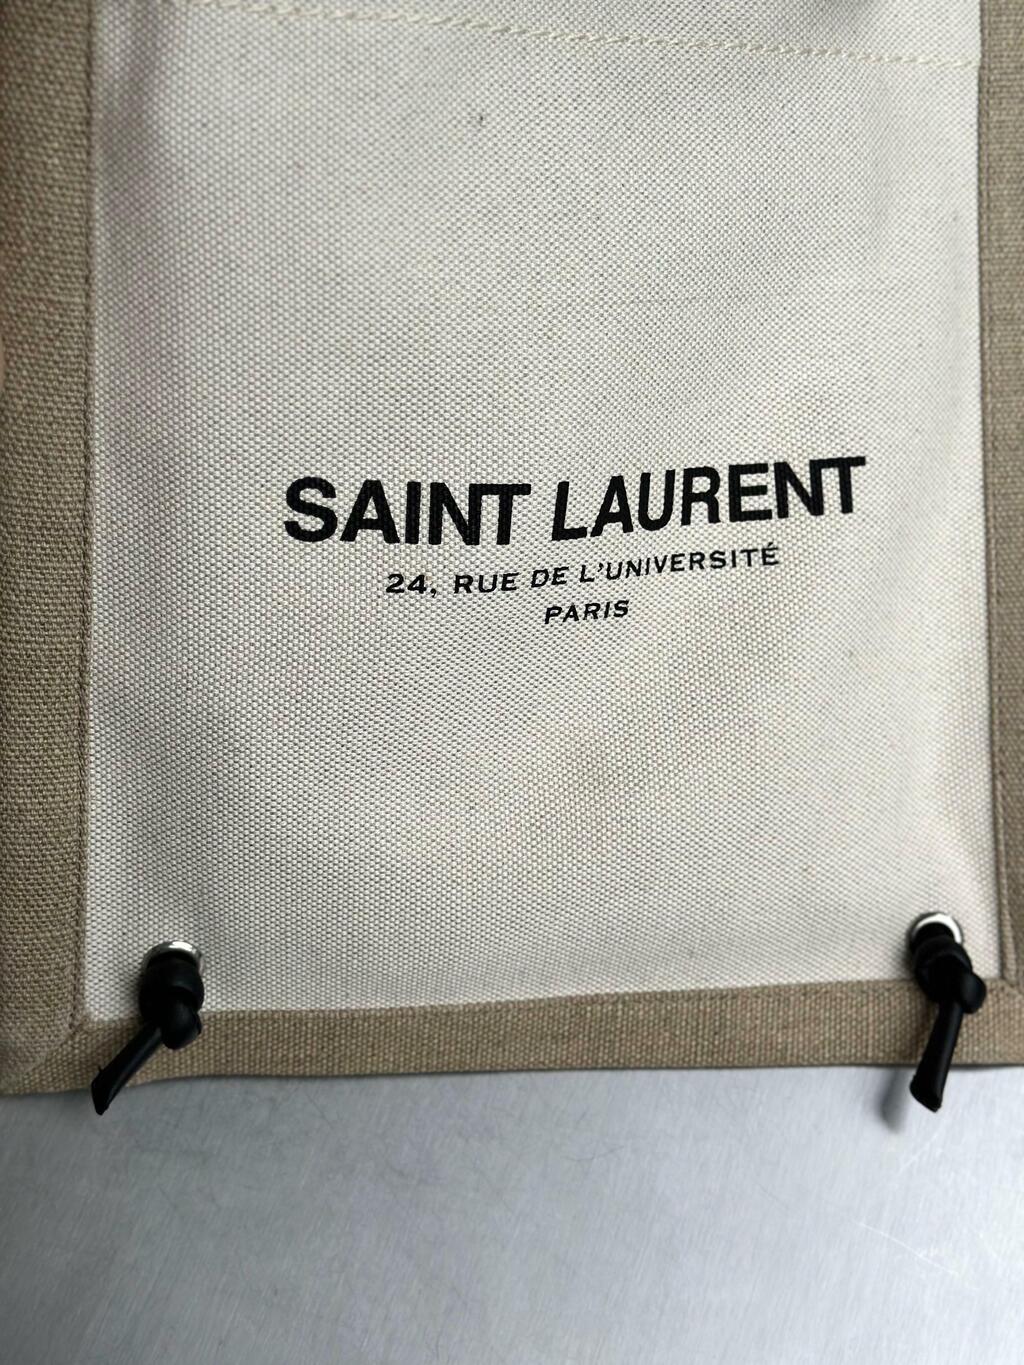 SAINT LAURENT
24, RUE DE L'UNIVERSITÉ
PARIS